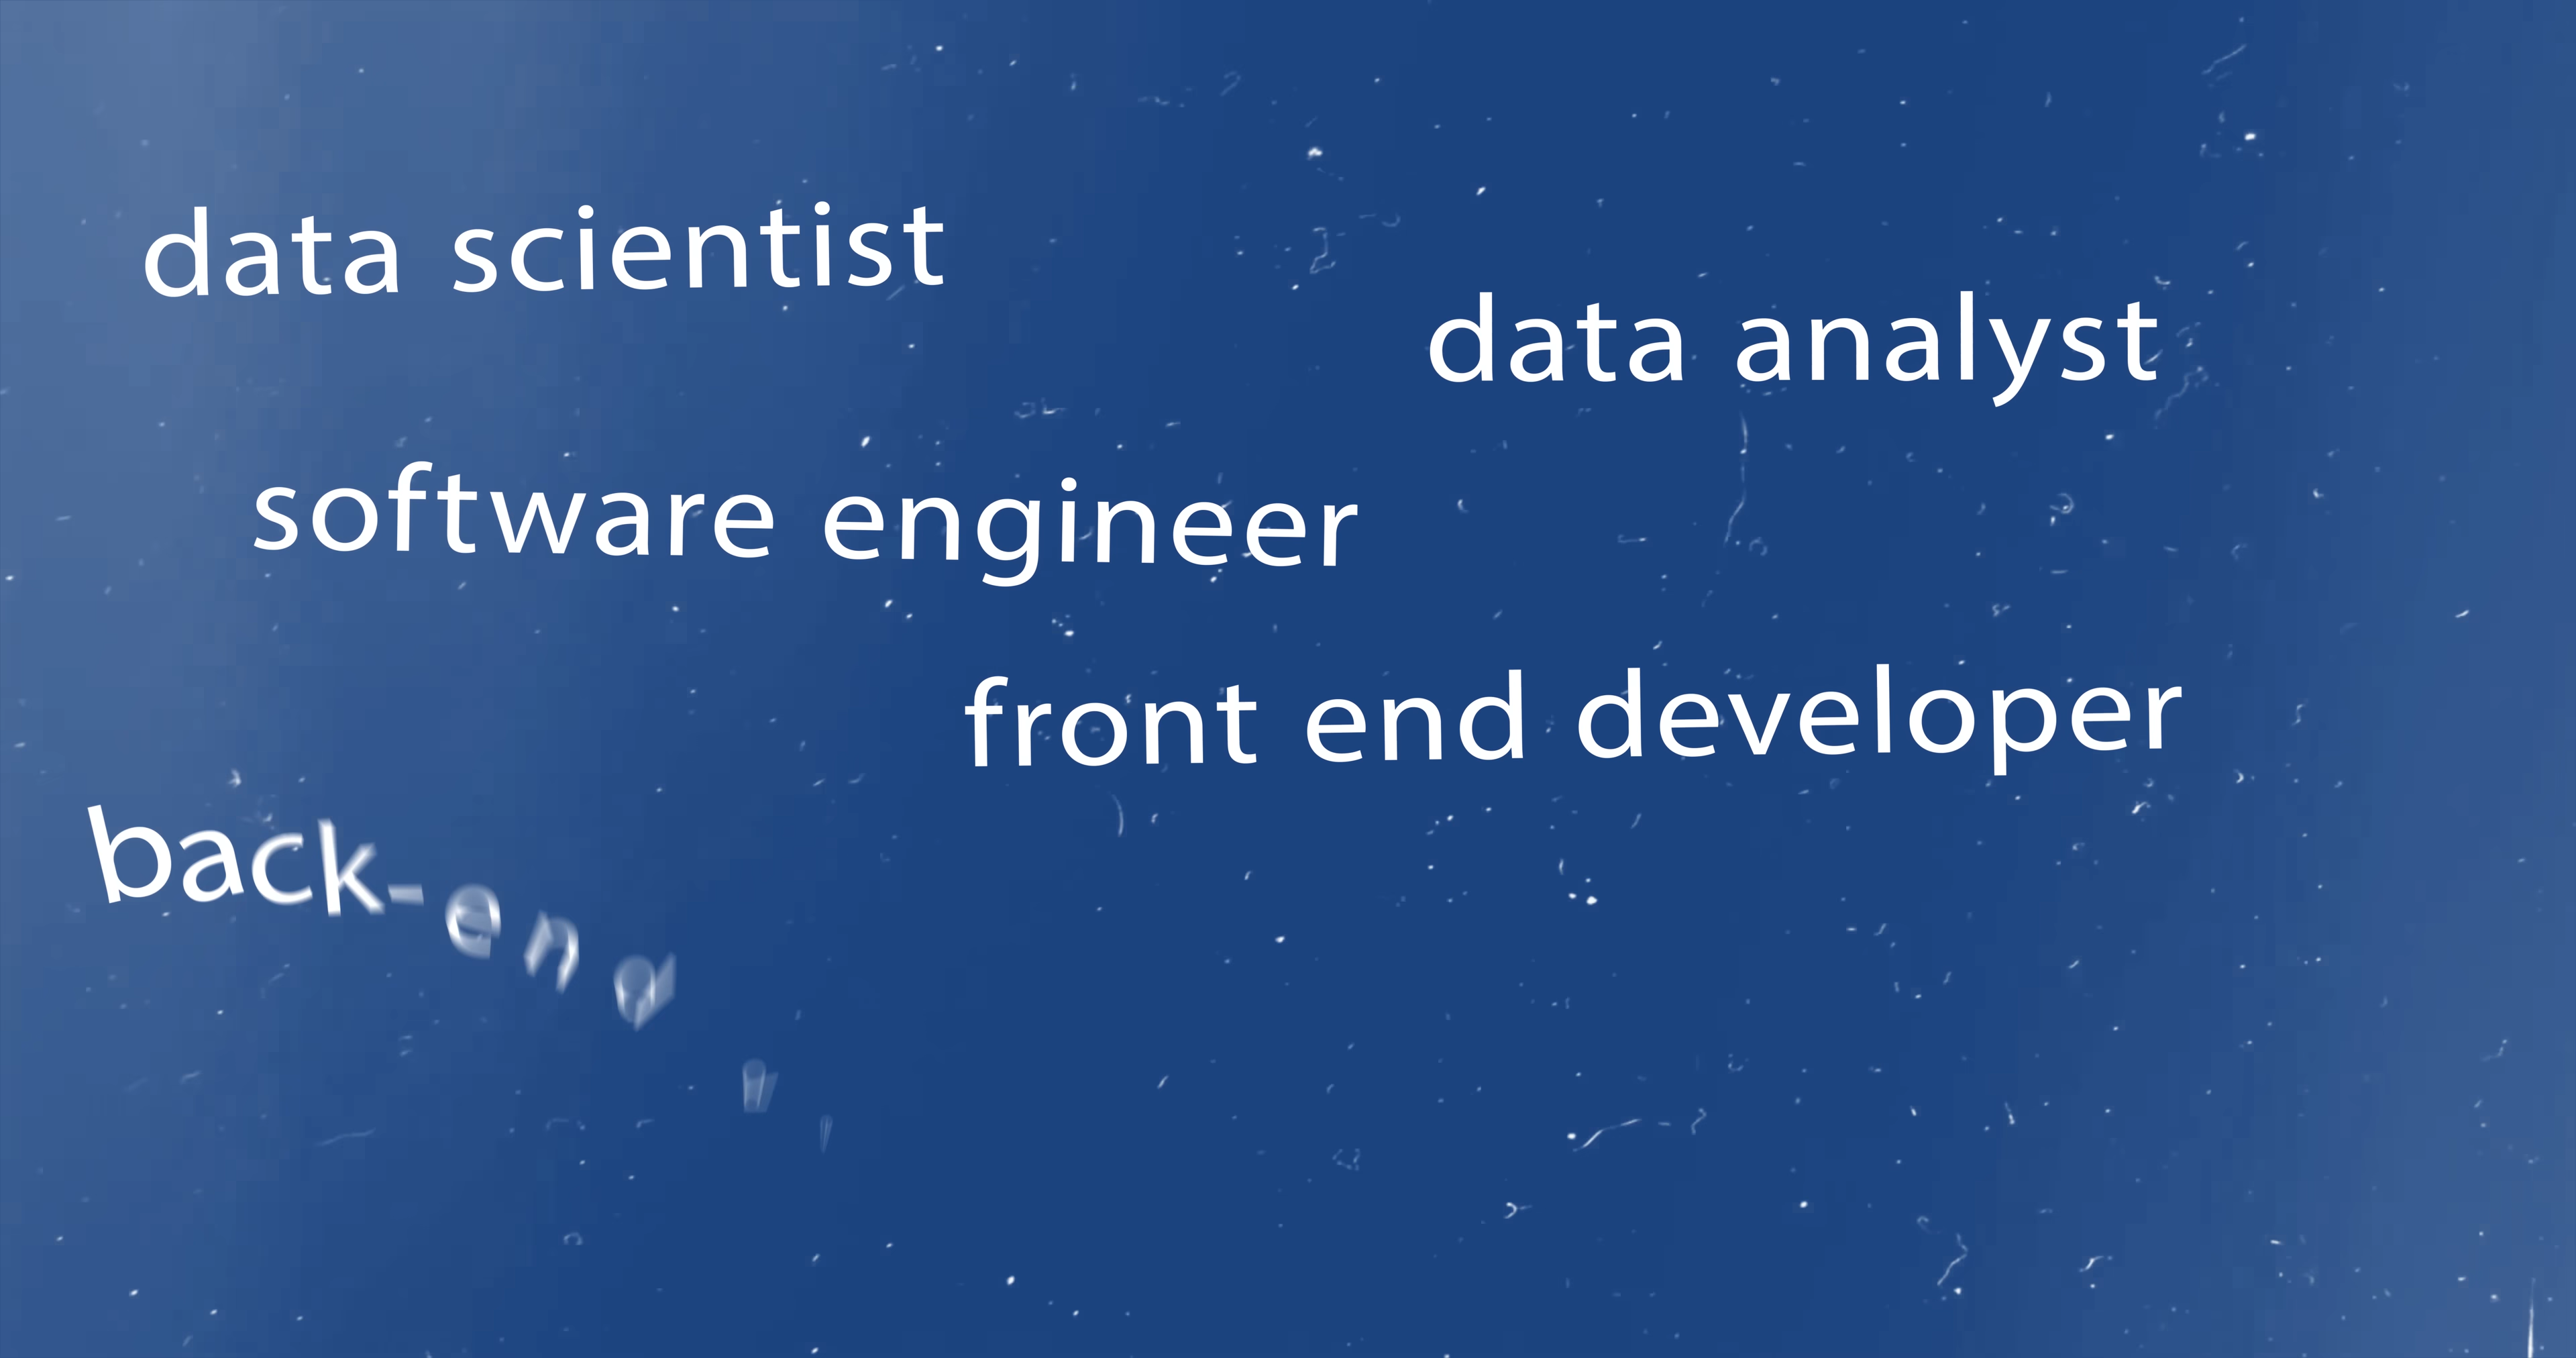 data scientist
data analyst
software engineer
front end developer
back-end